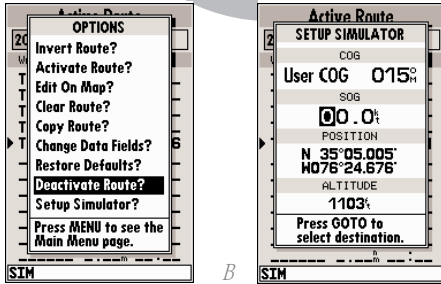 Active Route
OPTIONS
20
Invert Route?
Activate Route?
Edit On Map?
Clear Route?
Copy Route?
Change Data Fields?
6
Restore Defaults?
Deactivate Route?
Setup Simulator?
Press MENU to see the
Main Menu page.
SIM
B
Active Route
SETUP SIMULATOR
2
COG
User COG 015°M
SOG
00.0kt
POSITION
N 35°05.005'
W076°24.676'
ALTITUDE
1103ft
Press GOTO to
select destination.
SIM